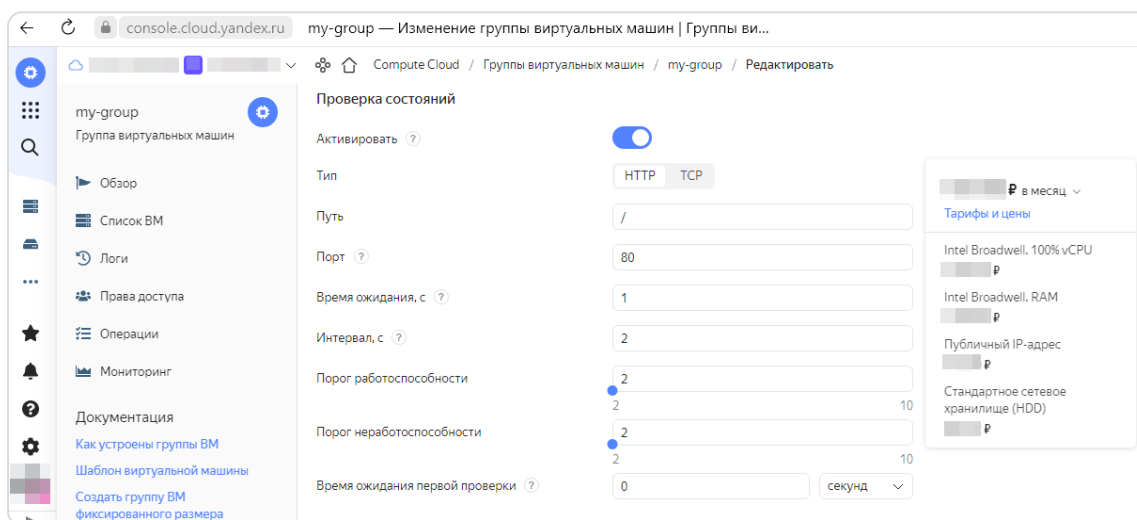 console.cloud.yandex.ru my-group — Изменение группы виртуальных машин | Группы ви...
Compute Cloud / Группы виртуальных машин / my-group / Редактировать
my-group
Группа виртуальных машин
Обзор
Список ВМ
Логи
Права доступа
Операции
Мониторинг
Документация
Как устроены группы ВМ
Шаблон виртуальной машины
Создать группу ВМ
фиксированного размера
Проверка состояний
Активировать ?
Тип HTTP TCP
Путь /
Порт ? 80
Время ожидания, с ? 1
Интервал, с ? 2
Порог работоспособности 2
2 10
Порог неработоспособности 2
2 10
Время ожидания первой проверки ? 0 секунд
₽ в месяц
Тарифы и цены
Intel Broadwell. 100% vCPU
₽
Intel Broadwell. RAM
₽
Публичный IP-адрес
₽
Стандартное сетевое
хранилище (HDD)
₽